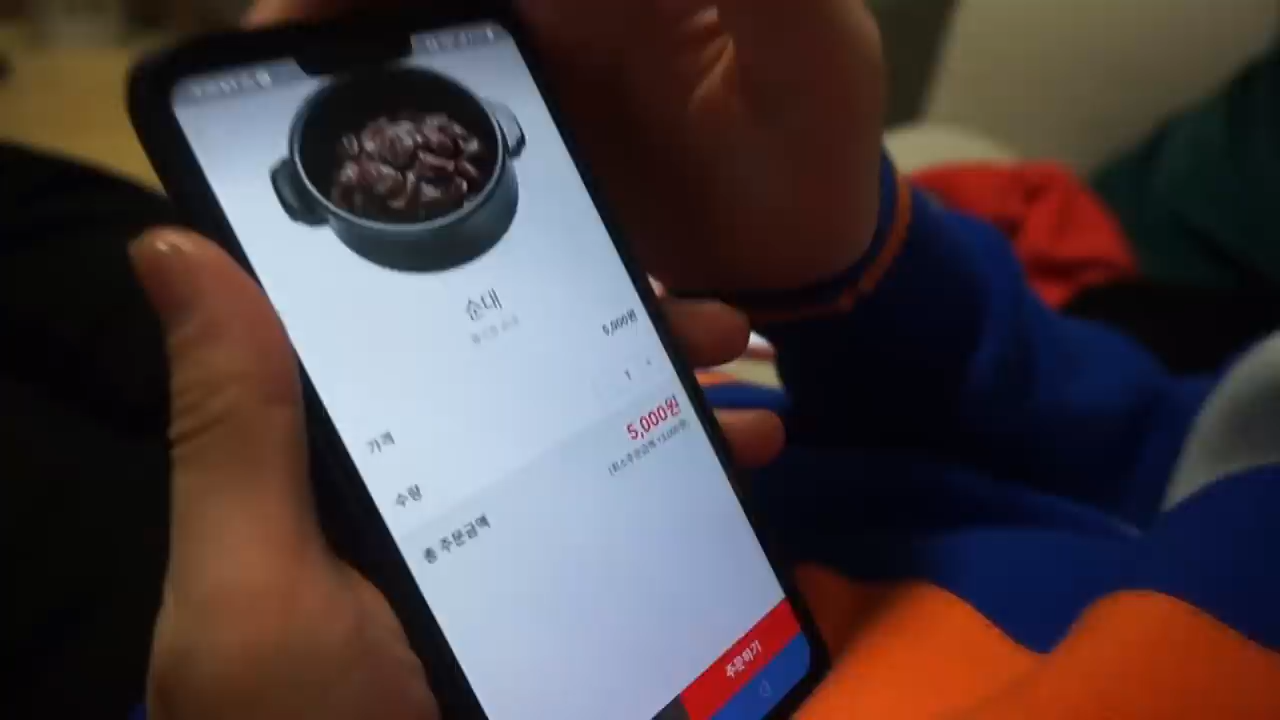 순대
5,000원
가격
1
수량
5,000원
총 주문금액
주문하기